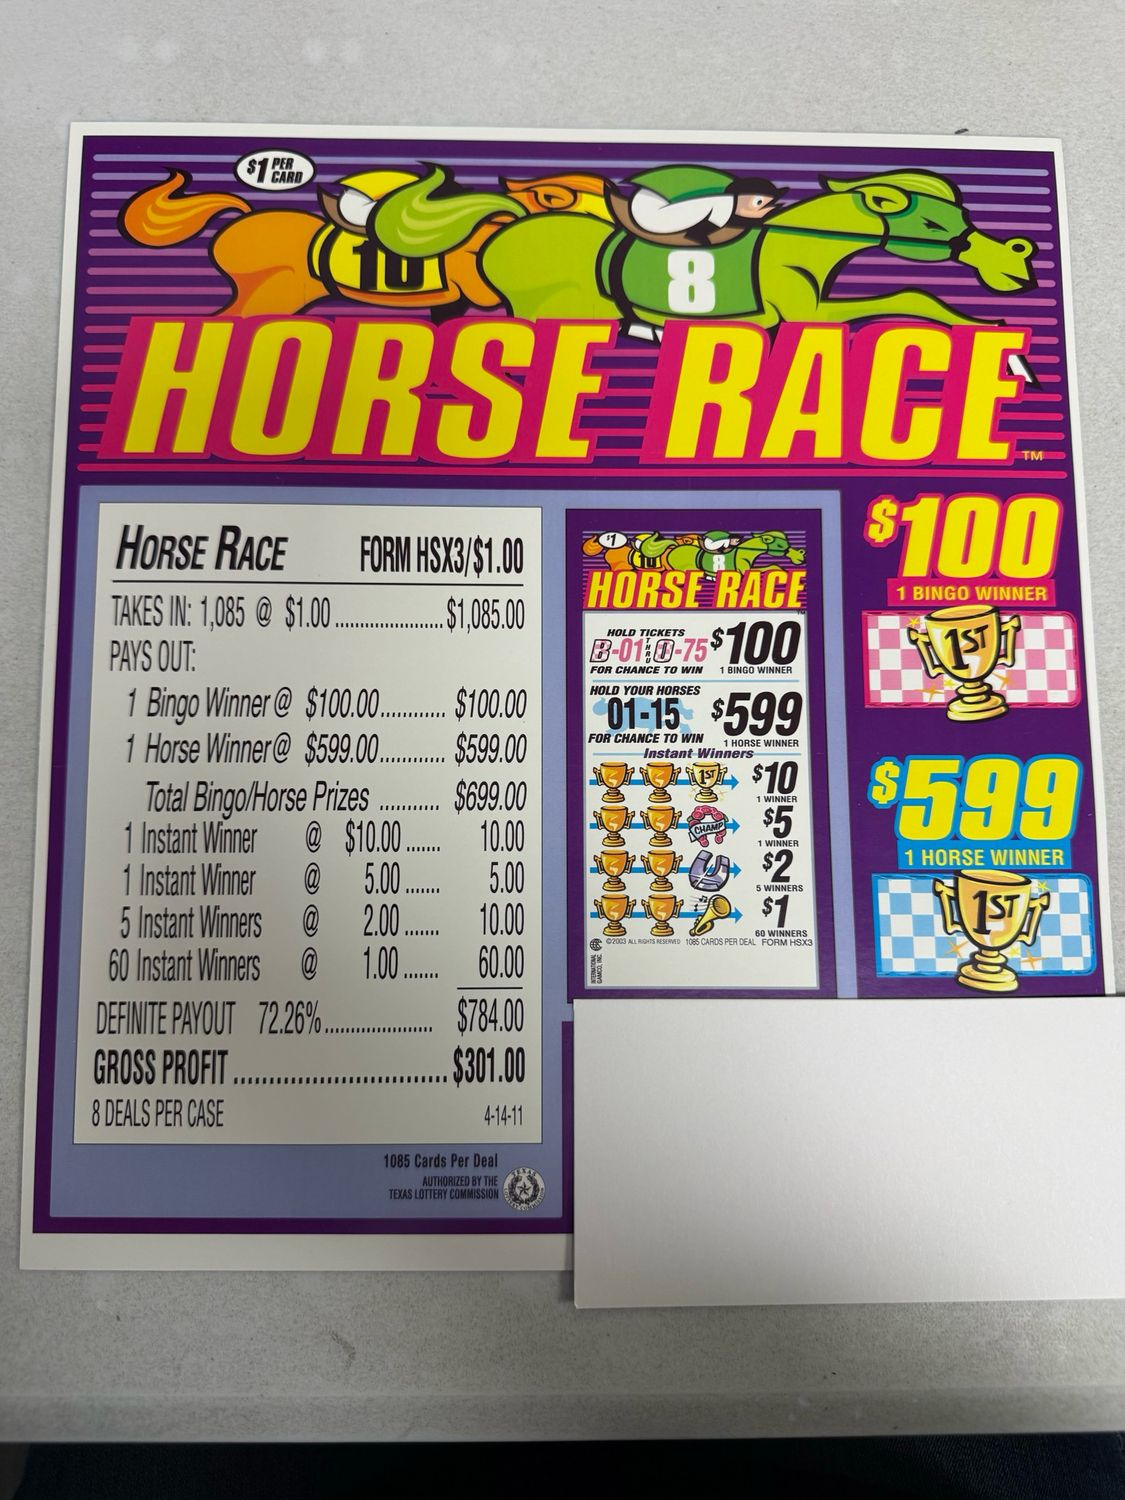 $1 PER
CARD
10
8
HORSE RACE™
HORSE RACE FORM HSX3/$1.00
TAKES IN: 1,085 @ $1.00 ...................... $1,085.00
PAYS OUT:
1 Bingo Winner @ $100.00............ $100.00
1 Horse Winner @ $599.00............ $599.00
Total Bingo/Horse Prizes ........... $699.00
1 Instant Winner @ $10.00 ....... 10.00
1 Instant Winner @ 5.00 ....... 5.00
5 Instant Winners @ 2.00 ....... 10.00
60 Instant Winners @ 1.00 ....... 60.00
DEFINITE PAYOUT 72.26%..................... $784.00
GROSS PROFIT ................................ $301.00
8 DEALS PER CASE 4-14-11
1085 Cards Per Deal
AUTHORIZED BY THE
TEXAS LOTTERY COMMISSION
TEXAS
$1
10
8
HORSE RACE
HOLD TICKETS
B-01 THRU O-75
FOR CHANCE TO WIN
$100
1 BINGO WINNER
HOLD YOUR HORSES
01-15
FOR CHANCE TO WIN
$599
1 HORSE WINNER
Instant Winners
1ST
$10
1 WINNER
CHAMP
$5
1 WINNER
$2
5 WINNERS
$1
60 WINNERS
©2003 ALL RIGHTS RESERVED 1085 CARDS PER DEAL FORM HSX3
INTERNATIONAL
GAMCO, INC.
$100
1 BINGO WINNER
1ST
$599
1 HORSE WINNER
1ST